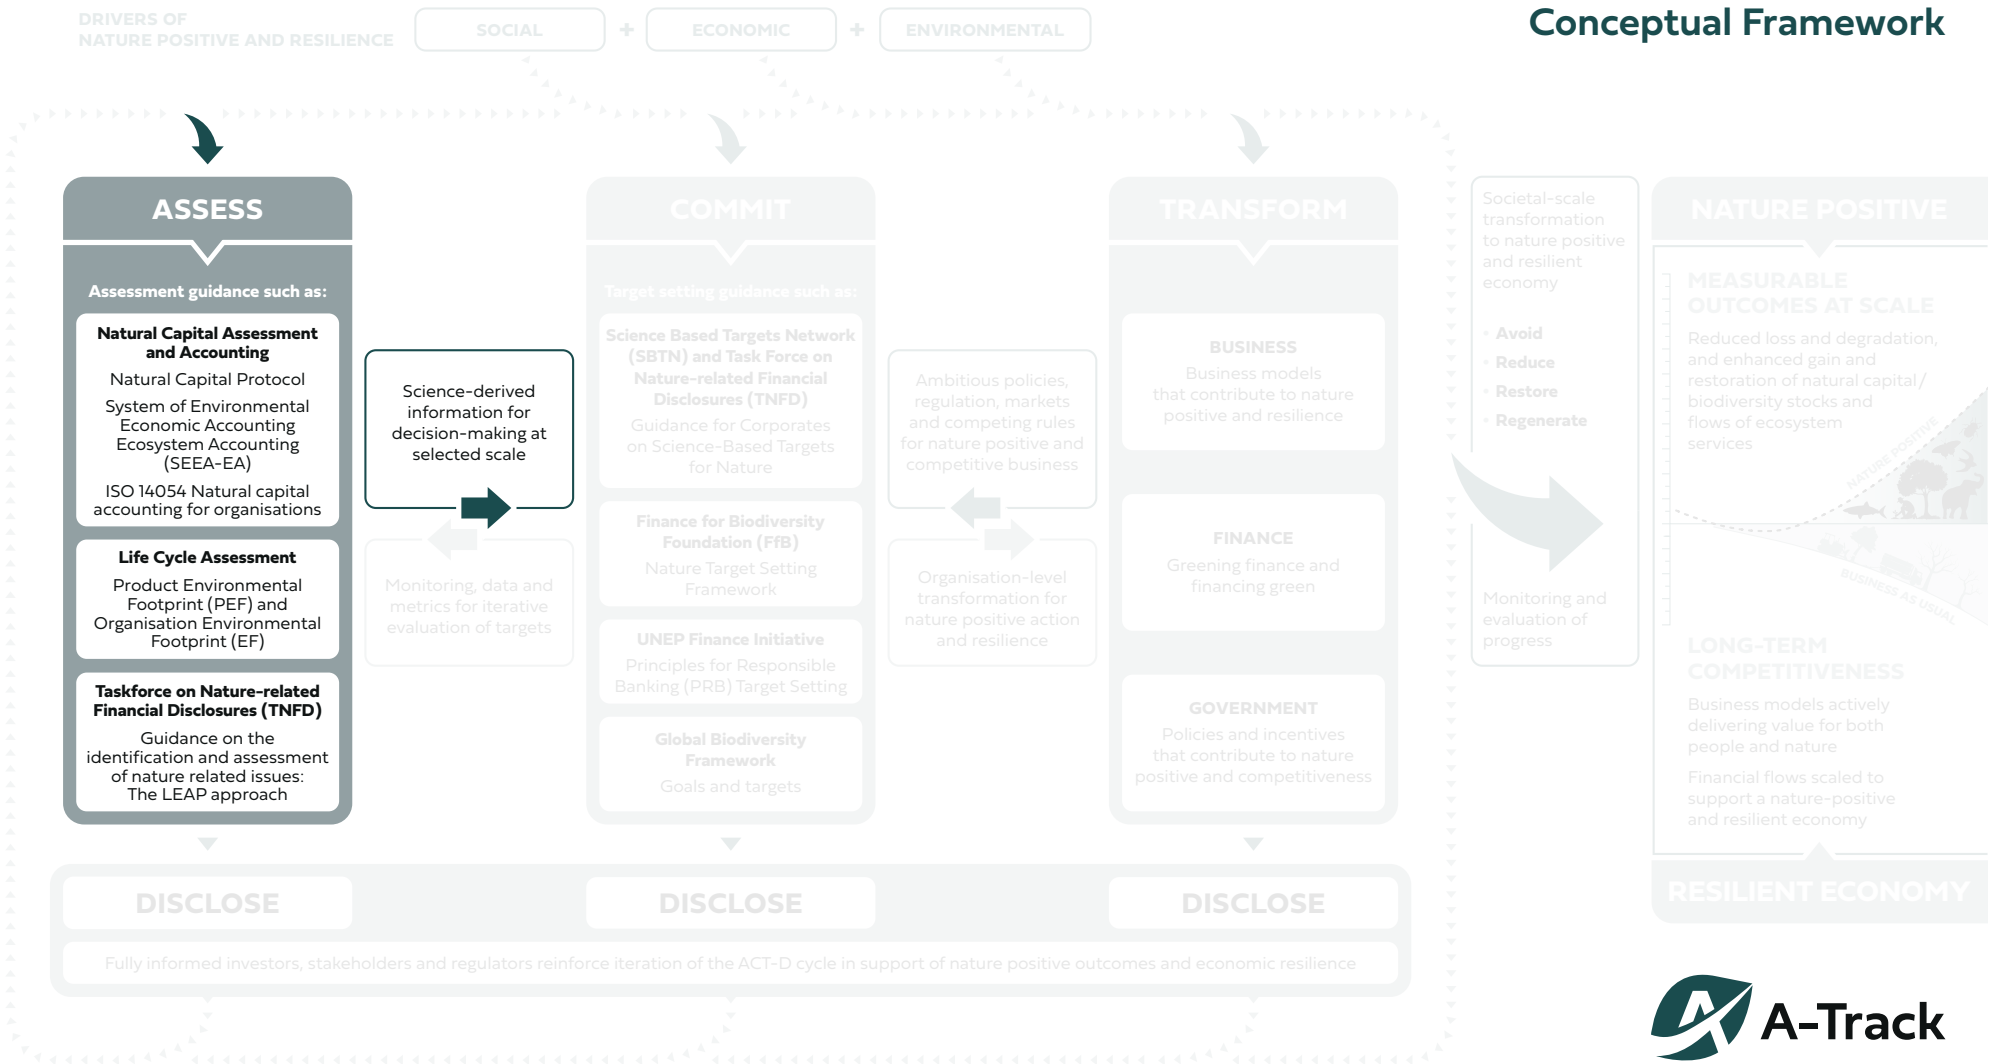 DRIVERS OF
NATURE POSITIVE AND RESILIENCE
SOCIAL
+
ECONOMIC
+
ENVIRONMENTAL
Conceptual Framework
ASSESS
Assessment guidance such as:
Natural Capital Assessment
and Accounting
Natural Capital Protocol
System of Environmental
Economic Accounting
Ecosystem Accounting
(SEEA-EA)
ISO 14054 Natural capital
accounting for organisations
Life Cycle Assessment
Product Environmental
Footprint (PEF) and
Organisation Environmental
Footprint (EF)
Taskforce on Nature-related
Financial Disclosures (TNFD)
Guidance on the
identification and assessment
of nature related issues:
The LEAP approach
Science-derived
information for
decision-making at
selected scale
Monitoring, data and
metrics for iterative
evaluation of targets
COMMIT
Target setting guidance such as:
Science Based Targets Network
(SBTN) and Task Force on
Nature-related Financial
Disclosures (TNFD)
Guidance for Corporates
on Science-Based Targets
for Nature
Finance for Biodiversity
Foundation (FfB)
Nature Target Setting
Framework
UNEP Finance Initiative
Principles for Responsible
Banking (PRB) Target Setting
Global Biodiversity
Framework
Goals and targets
Ambitious policies,
regulation, markets
and competing rules
for nature positive and
competitive business
Organisation-level
transformation for
nature positive action
and resilience
TRANSFORM
BUSINESS
Business models
that contribute to nature
positive and resilience
FINANCE
Greening finance and
financing green
GOVERNMENT
Policies and incentives
that contribute to nature
positive and competitiveness
Societal-scale
transformation
to nature positive
and resilient
economy
• Avoid
• Reduce
• Restore
• Regenerate
Monitoring and
evaluation of
progress
NATURE POSITIVE
MEASURABLE
OUTCOMES AT SCALE
Reduced loss and degradation,
and enhanced gain and
restoration of natural capital/
biodiversity stocks and
flows of ecosystem
services
NATURE POSITIVE
BUSINESS AS USUAL
LONG-TERM
COMPETITIVENESS
Business models actively
delivering value for both
people and nature
Financial flows scaled to
support a nature-positive
and resilient economy
RESILIENT ECONOMY
DISCLOSE
DISCLOSE
DISCLOSE
Fully informed investors, stakeholders and regulators reinforce iteration of the ACT-D cycle in support of nature positive outcomes and economic resilience
A-Track